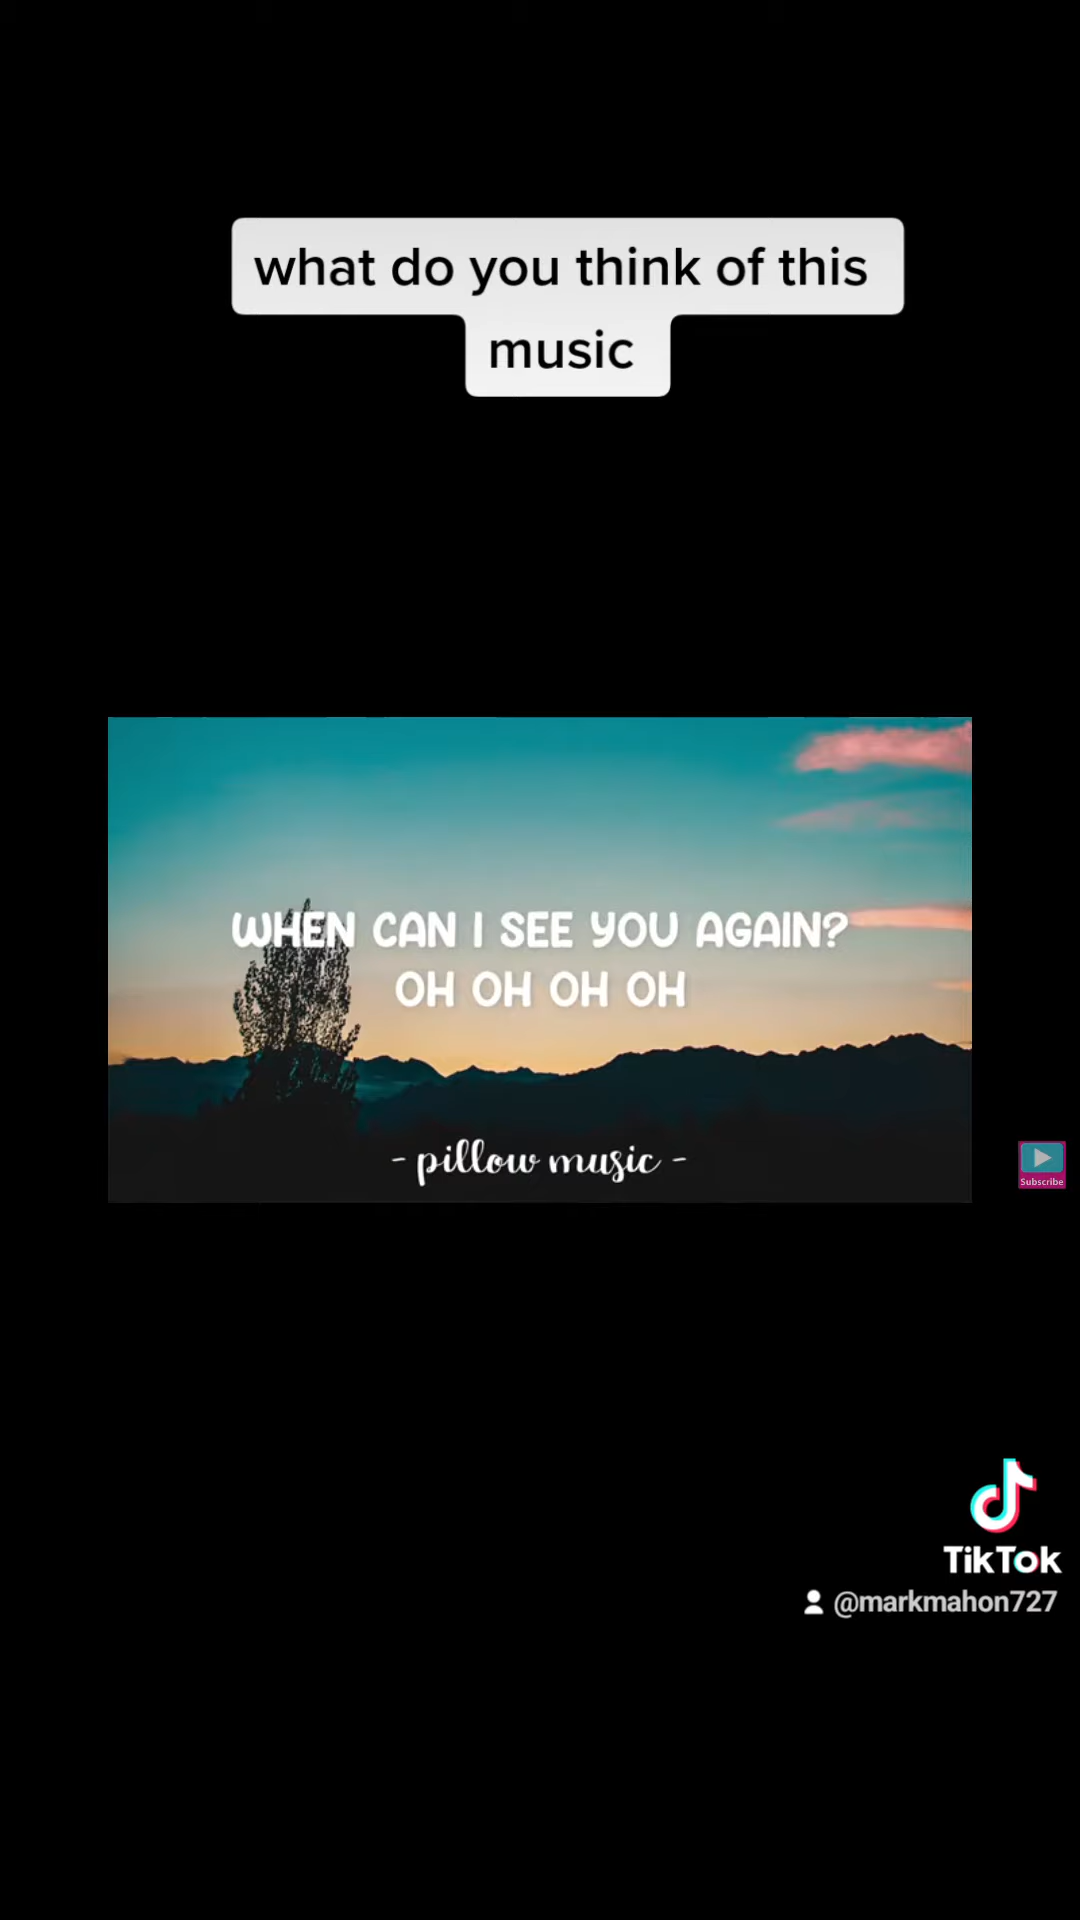 what do you think of this
music
WHEN CAN I SEE YOU AGAIN?
OH OH OH OH
- pillow music -
Subscribe
TikTok
@markmahon727